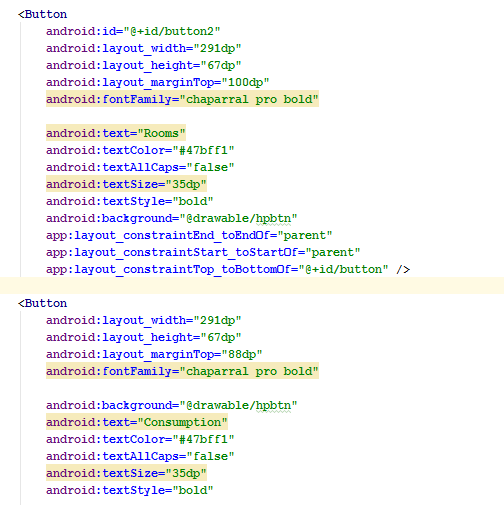 <Button
android:id="@+id/button2"
android:layout_width="291dp"
android:layout_height="67dp"
android:layout_marginTop="100dp"
android:fontFamily="chaparral pro bold"
android:text="Rooms"
android:textColor="#47bff1"
android:textAllCaps="false"
android:textSize="35dp"
android:textStyle="bold"
android:background="@drawable/hpbtn"
app:layout_constraintEnd_toEndOf="parent"
app:layout_constraintStart_toStartOf="parent"
app:layout_constraintTop_toBottomOf="@+id/button" />
<Button
android:layout_width="291dp"
android:layout_height="67dp"
android:layout_marginTop="88dp"
android:fontFamily="chaparral pro bold"
android:background="@drawable/hpbtn"
android:text="Consumption"
android:textColor="#47bff1"
android:textAllCaps="false"
android:textSize="35dp"
android:textStyle="bold"